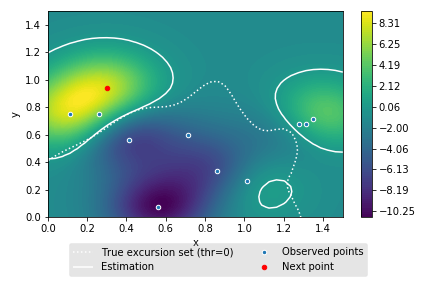 1.4
1.2
1.0
0.8
0.6
0.4
0.2
0.0
y
0.0 0.2 0.4 0.6 0.8 1.0 1.2 1.4
x
8.31
6.25
4.19
2.12
0.06
−2.00
−4.06
−6.13
−8.19
−10.25
True excursion set (thr=0)
Estimation
Observed points
Next point